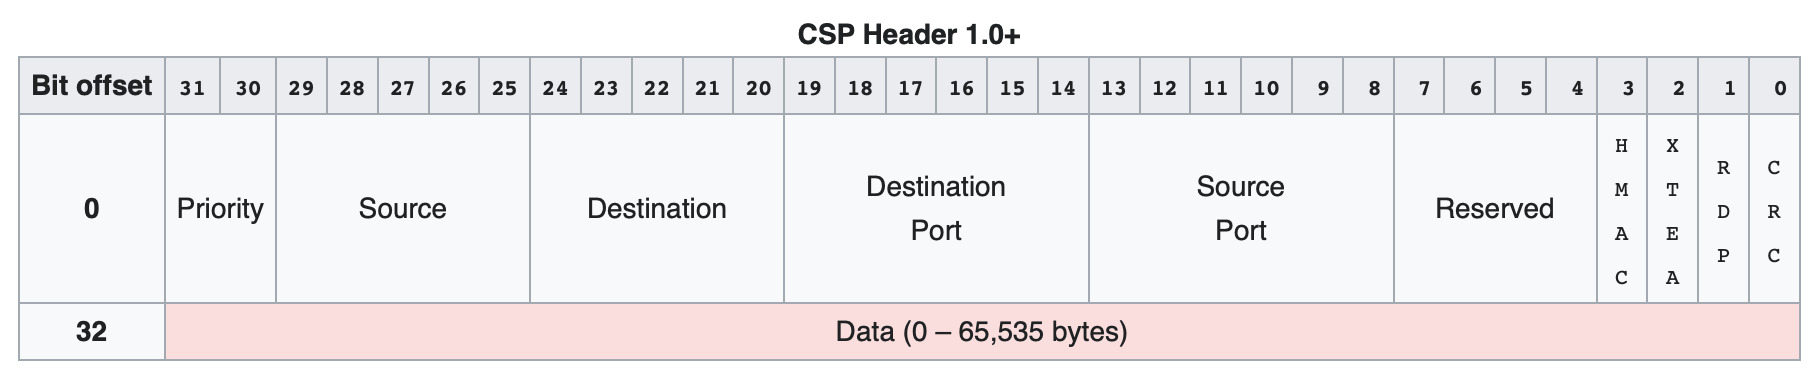 CSP Header 1.0+
Bit offset 31 30 29 28 27 26 25 24 23 22 21 20 19 18 17 16 15 14 13 12 11 10 9 8 7 6 5 4 3 2 1 0
0 Priority Source Destination Destination Port Source Port Reserved HMAC XTEA RDP CRC
32 Data (0 – 65,535 bytes)